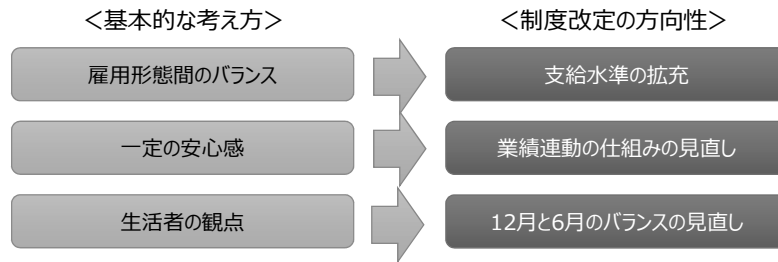 ＜基本的な考え方＞ ＜制度改定の方向性＞
雇用形態間のバランス 支給水準の拡充
一定の安心感 業績連動の仕組みの見直し
生活者の観点 12月と6月のバランスの見直し